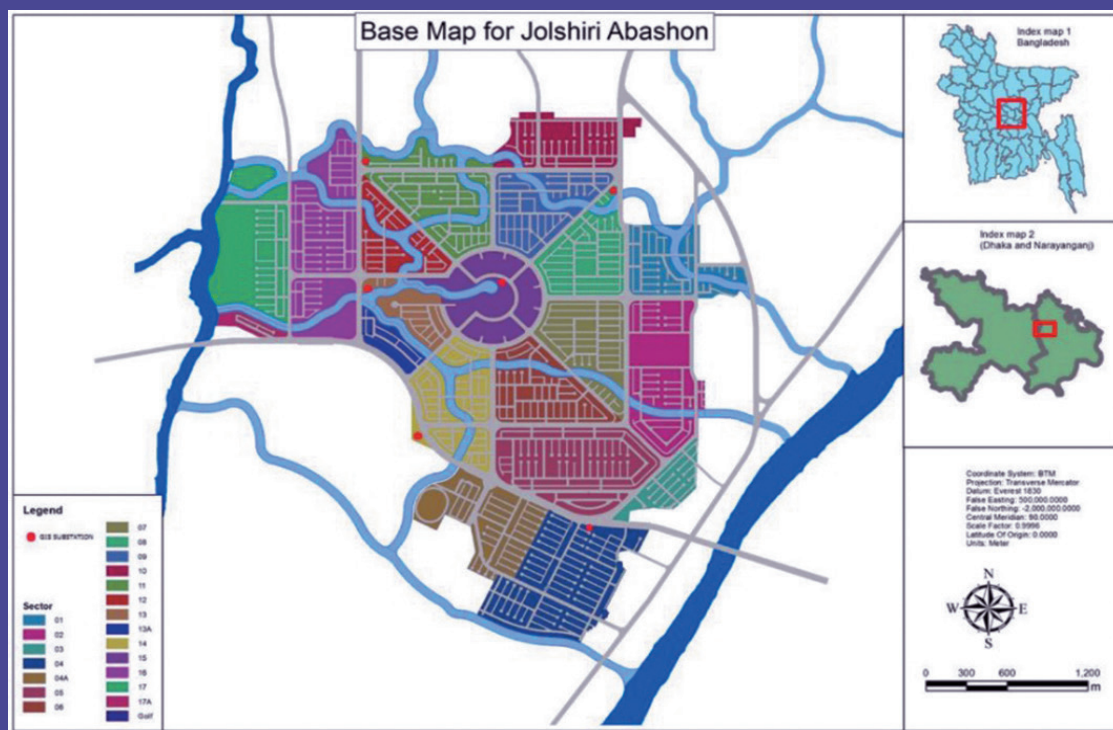 Base Map for Jolshiri Abashon
Index map 1
Bangladesh
Index map 2
(Dhaka and Narayanganj)
Coordinate System: BTM
Projection: Transverse Mercator
Datum: Everest 1830
False Easting: 500,000.0000
False Northing: -2,000,000.0000
Central Meridian: 90.0000
Scale Factor: 0.9996
Latitude Of Origin: 0.0000
Units: Meter
N
W E
S
0 300 600 1,200
m
Legend
GIS SUBSTATION
Sector
01
02
03
04
04A
05
06
07
08
09
10
11
12
13
13A
14
15
16
17
17A
Golf